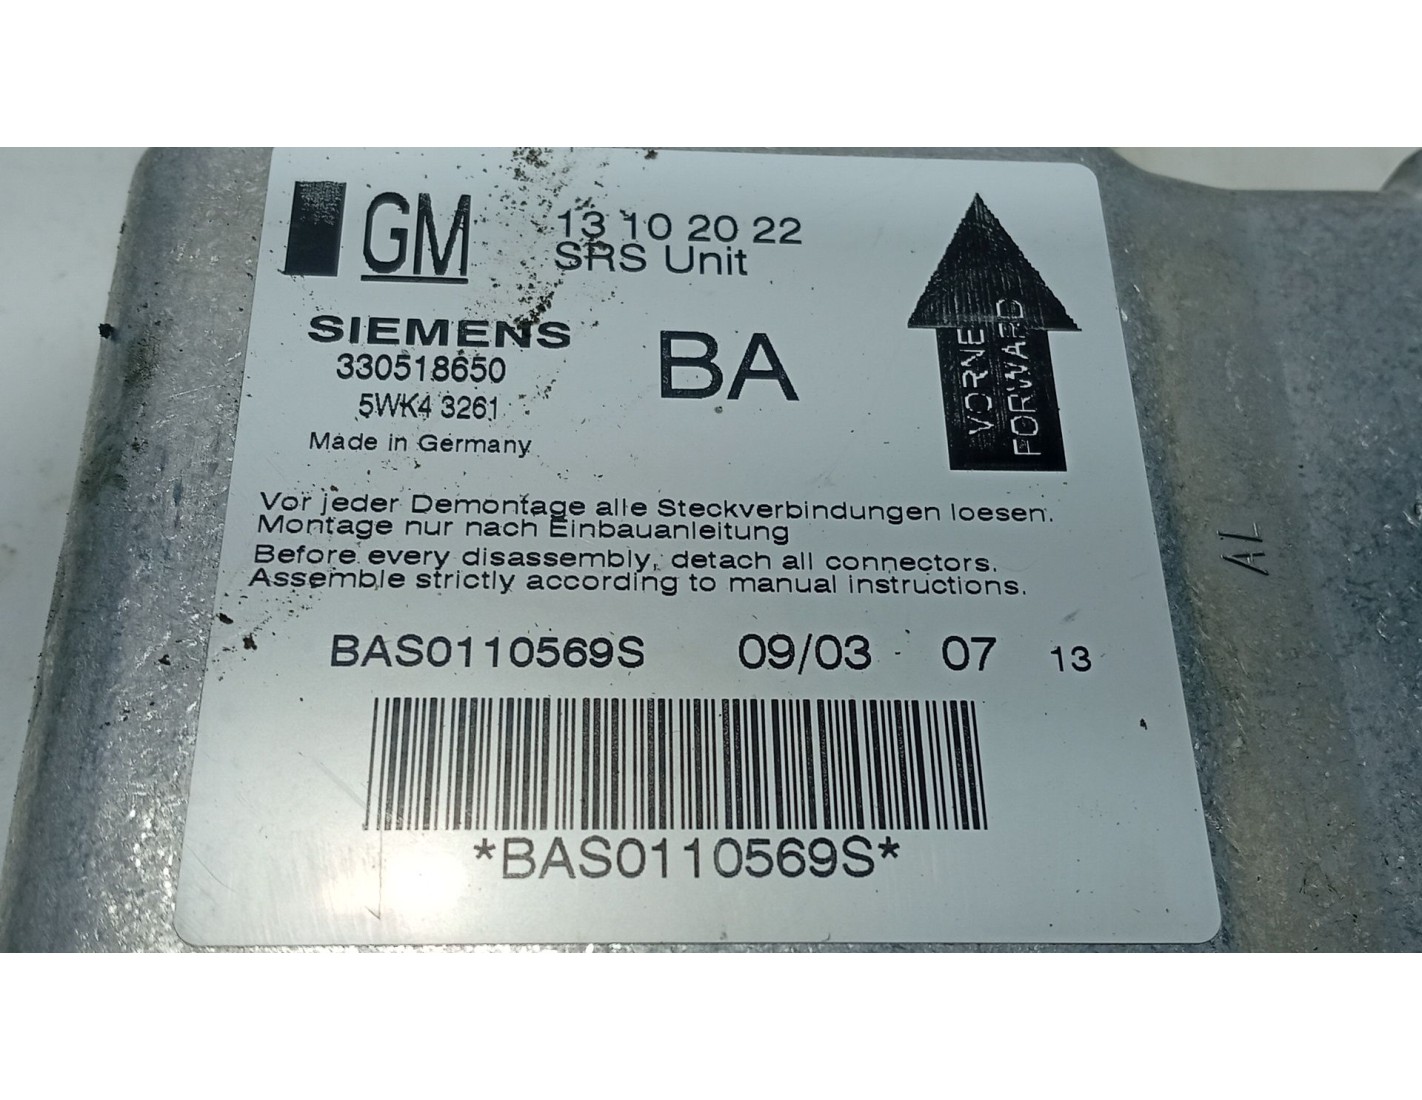 GM
13 10 20 22
SRS Unit
SIEMENS
330518650
5WK4 3261
Made in Germany
BA
VORNE
FORWARD
Vor jeder Demontage alle Steckverbindungen loesen.
Montage nur nach Einbauanleitung
Before every disassembly, detach all connectors.
Assemble strictly according to manual instructions.
BAS0110569S 09/03 07 13
*BAS0110569S*
AL